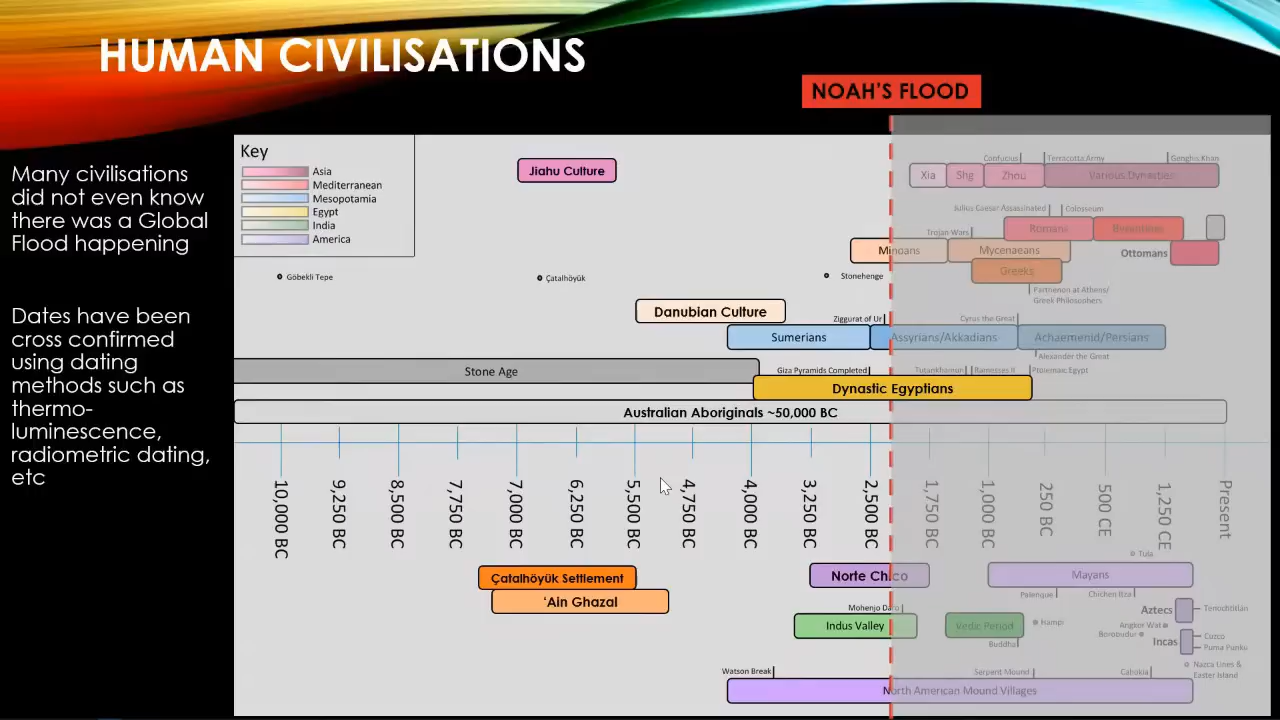 HUMAN CIVILISATIONS
NOAH'S FLOOD
Many civilisations
did not even know
there was a Global
Flood happening
Dates have been
cross confirmed
using dating
methods such as
thermo-
luminescence,
radiometric dating,
etc
Key
Asia
Mediterranean
Mesopotamia
Egypt
India
America
Jiahu Culture
Confucius
Terracotta Army
Genghis Khan
Xia
Shg
Zhou
Various Dynasties
Julius Caesar Assassinated
Colosseum
Romans
Byzantines
Trojan Wars
Minoans
Mycenaeans
Ottomans
Greeks
Göbekli Tepe
Çatalhöyük
Stonehenge
Parthenon at Athens/
Greek Philosophers
Danubian Culture
Ziggurat of Ur
Cyrus the Great
Sumerians
Assyrians/Akkadians
Achaemenid/Persians
Alexander the Great
Stone Age
Giza Pyramids Completed
Tutankhamun
Ramesses II
Ptolemaic Egypt
Dynastic Egyptians
Australian Aboriginals ~50,000 BC
10,000 BC
9,250 BC
8,500 BC
7,750 BC
7,000 BC
6,250 BC
5,500 BC
4,750 BC
4,000 BC
3,250 BC
2,500 BC
1,750 BC
1,000 BC
250 BC
500 CE
1,250 CE
Present
Tula
Çatalhöyük Settlement
Norte Chico
Mayans
'Ain Ghazal
Palenque
Chichen Itza
Mohenjo Daro
Aztecs
Tenochtitlan
Indus Valley
Vedic Period
Hampi
Angkor Wat
Borobudur
Buddha
Incas
Cuzco
Puma Punku
Nazca Lines &
Easter Island
Watson Break
Serpent Mound
Cahokia
North American Mound Villages